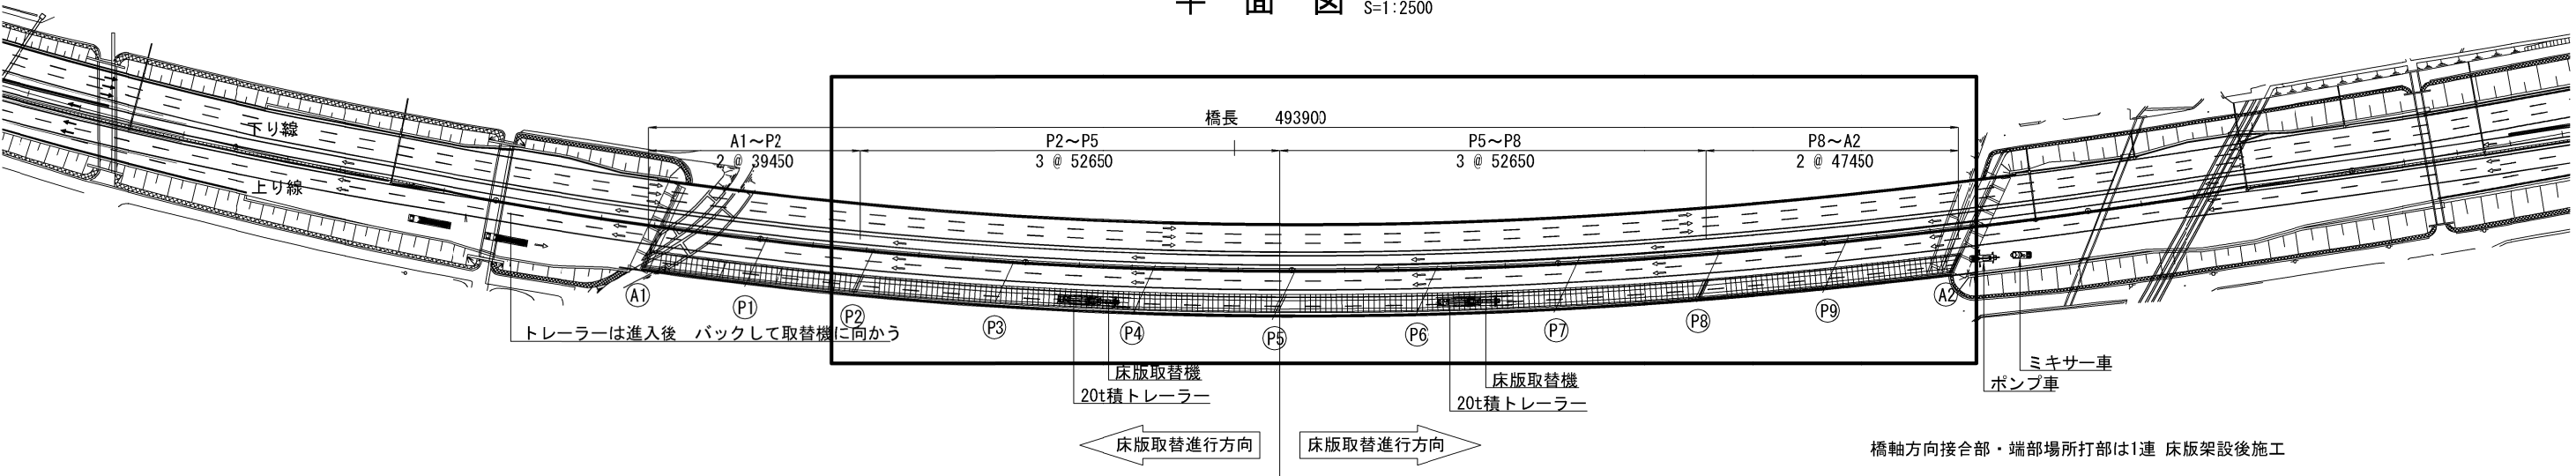 平面図 S=1:2500
橋長 493900
A1～P2
P2～P5
P5～P8
P8～A2
2 @ 39450
3 @ 52650
3 @ 52650
2 @ 47450
下り線
上り線
A1
P1
P2
P3
P4
P5
P6
P7
P8
P9
A2
トレーラーは進入後 バックして取替機に向かう
床版取替機
20t積トレーラー
床版取替機
20t積トレーラー
ミキサー車
ポンプ車
床版取替進行方向
床版取替進行方向
橋軸方向接合部・端部場所打部は1連 床版架設後施工